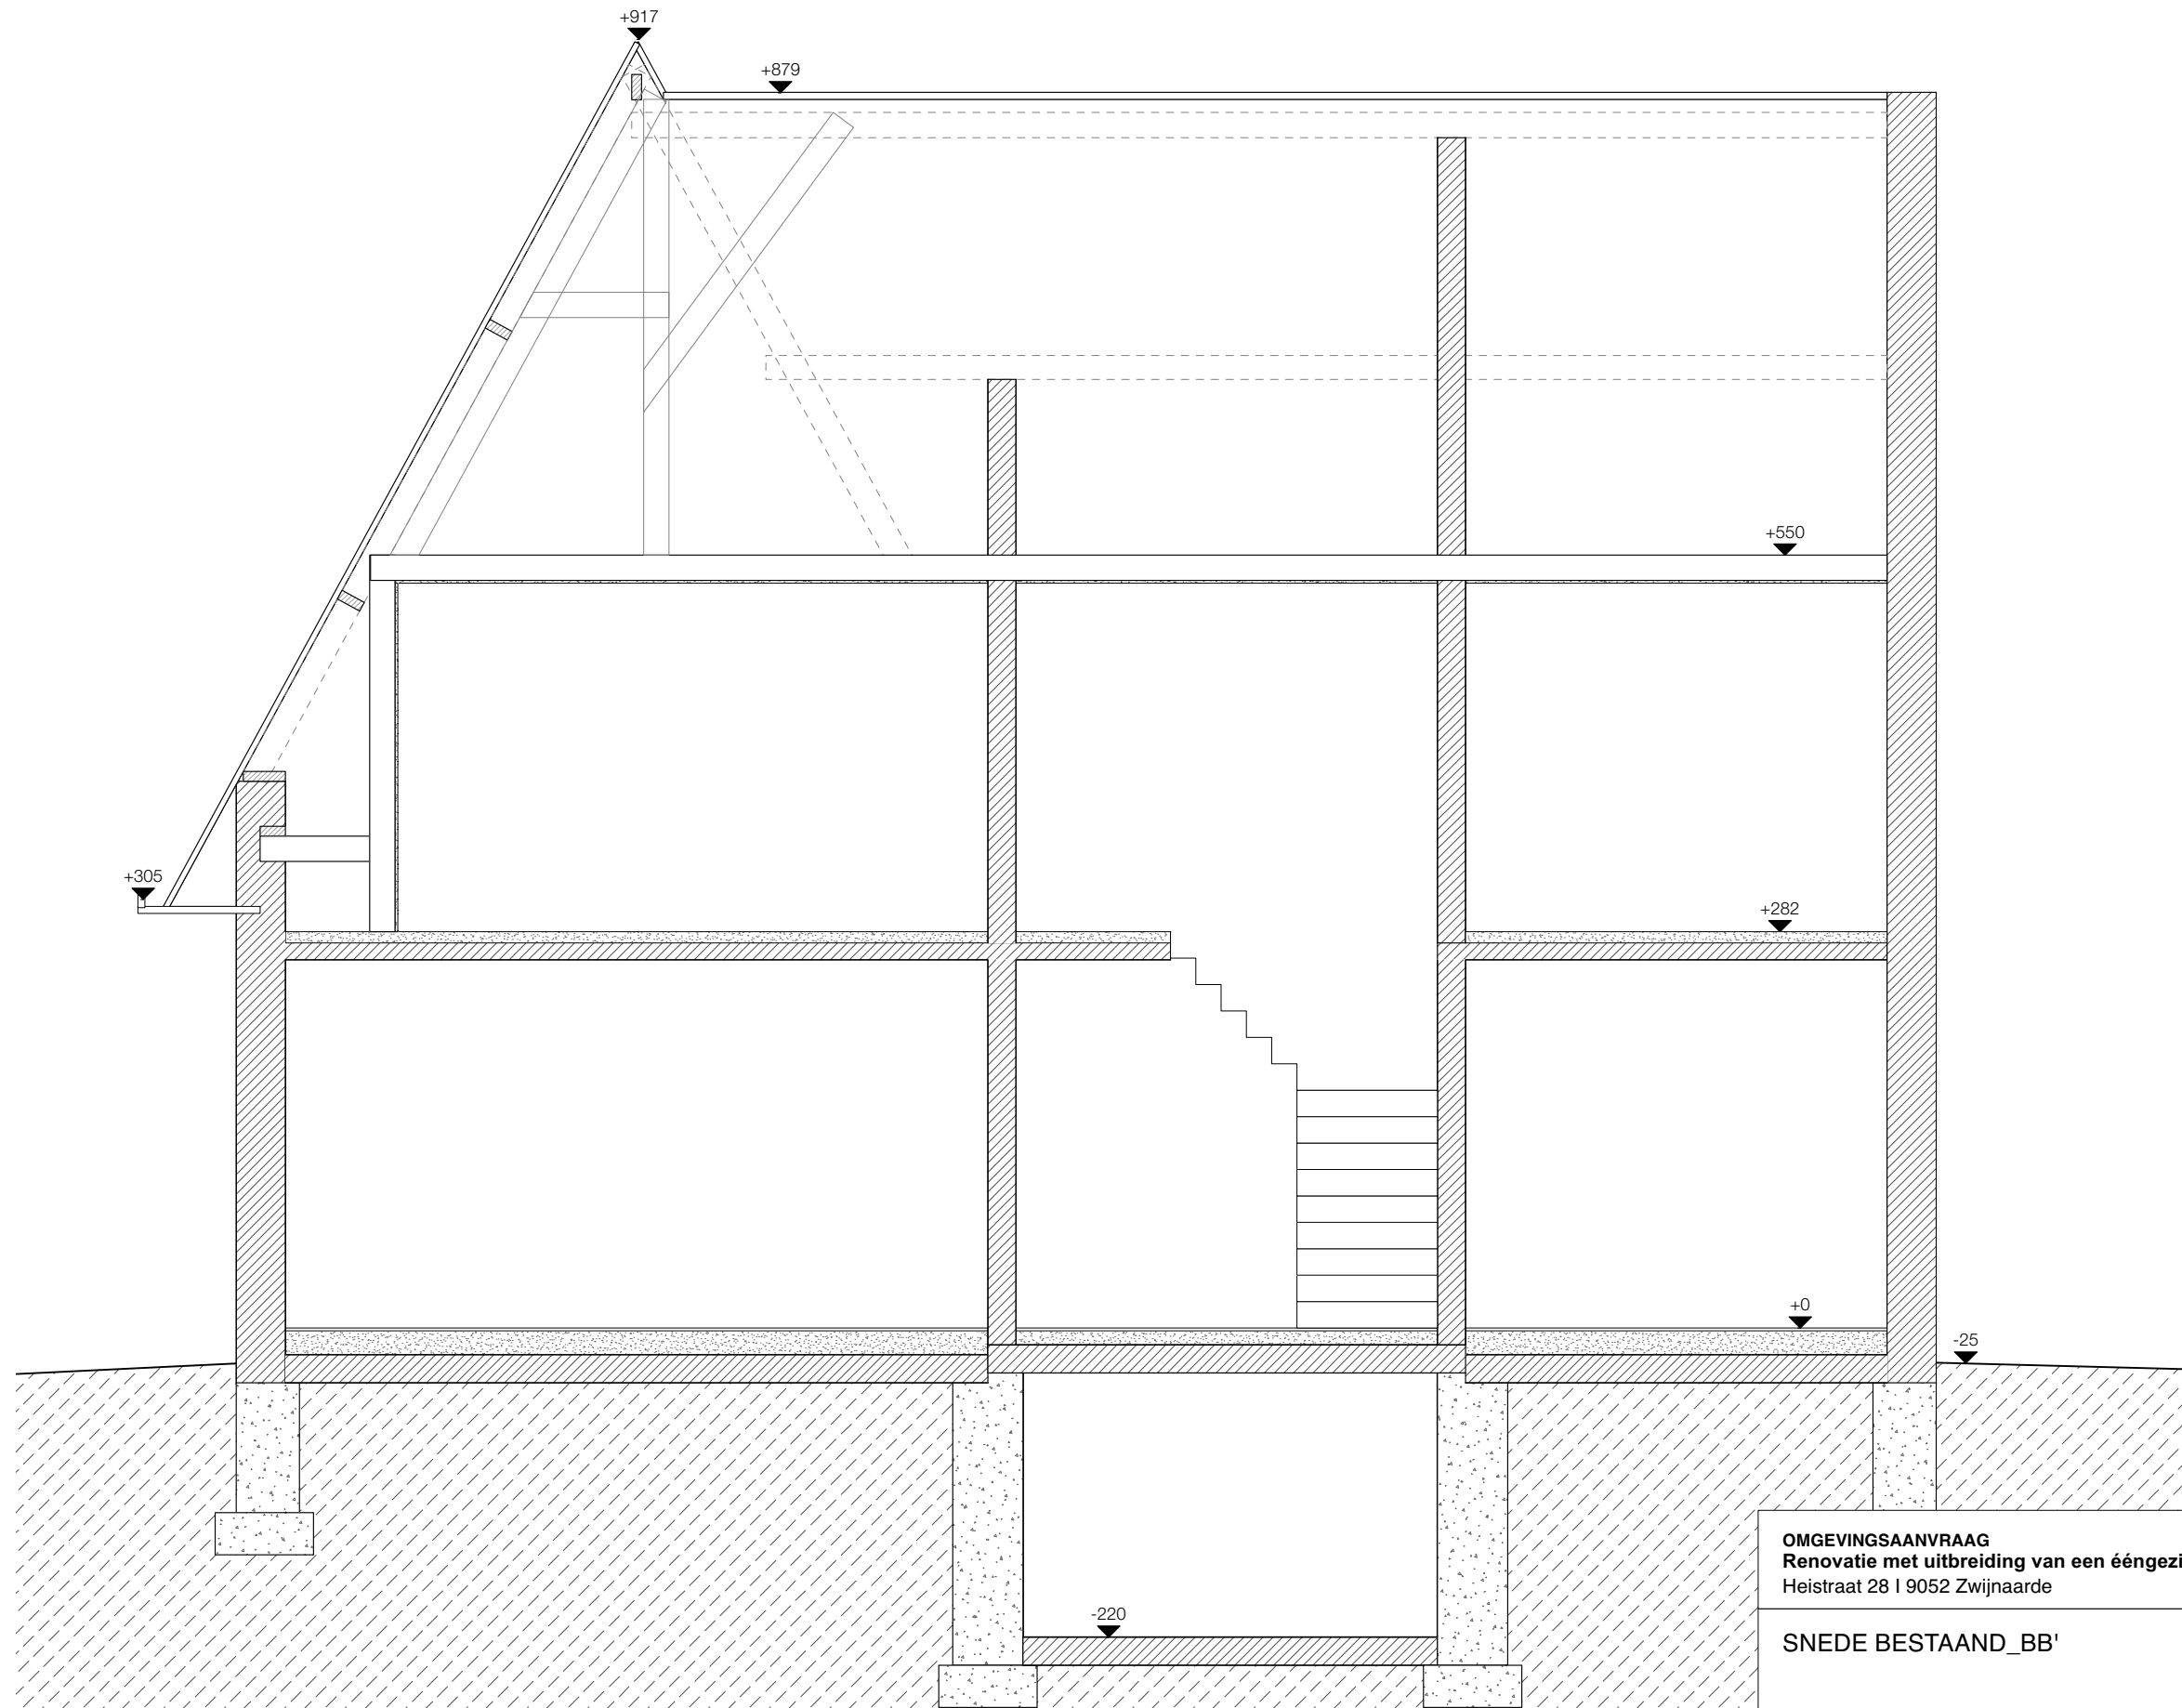 +917
+879
+550
+305
+282
+0
-25
-220
OMGEVINGSAANVRAAG
Renovatie met uitbreiding van een ééngezi
Heistraat 28 I 9052 Zwijnaarde
SNEDE BESTAAND_BB'